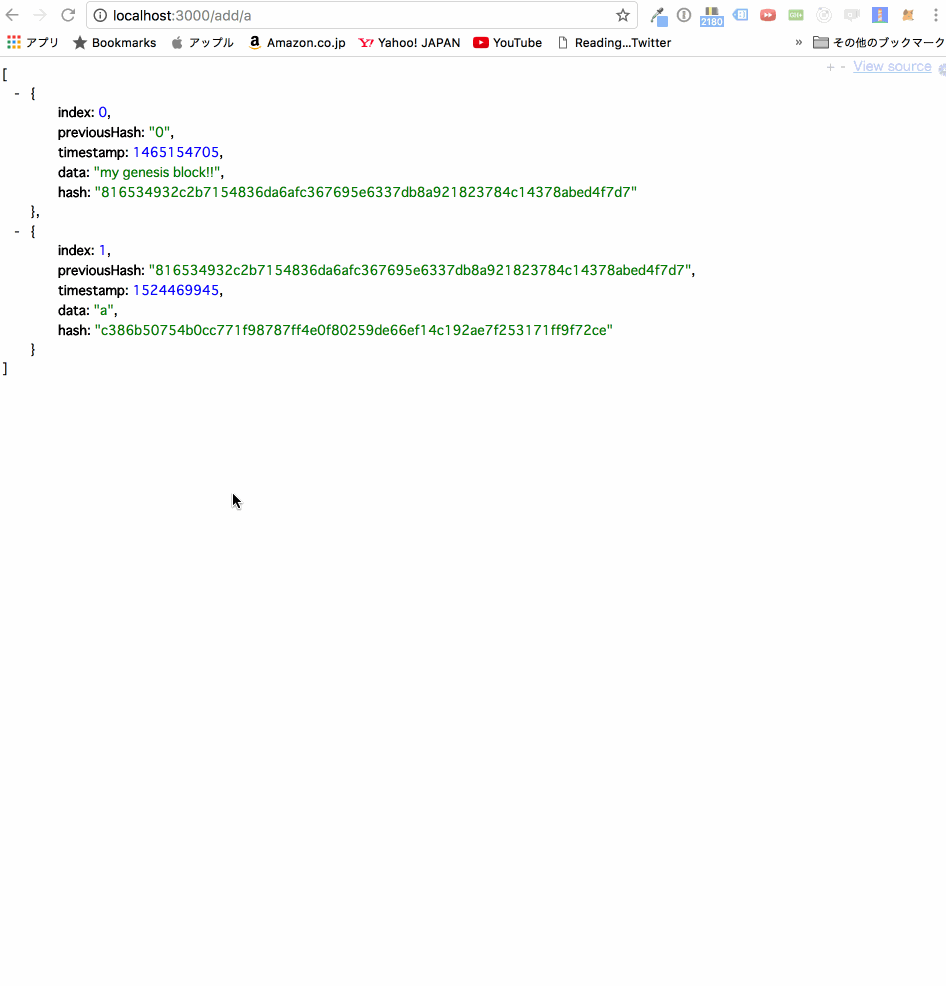 localhost:3000/add/a
2180
アプリ Bookmarks アップル Amazon.co.jp Yahoo! JAPAN YouTube Reading...Twitter » その他のブックマーク
+ - View source
[
- {
index: 0,
previousHash: "0",
timestamp: 1465154705,
data: "my genesis block!!",
hash: "816534932c2b7154836da6afc367695e6337db8a921823784c14378abed4f7d7"
},
- {
index: 1,
previousHash: "816534932c2b7154836da6afc367695e6337db8a921823784c14378abed4f7d7",
timestamp: 1524469945,
data: "a",
hash: "c386b50754b0cc771f98787ff4e0f80259de66ef14c192ae7f253171ff9f72ce"
}
]